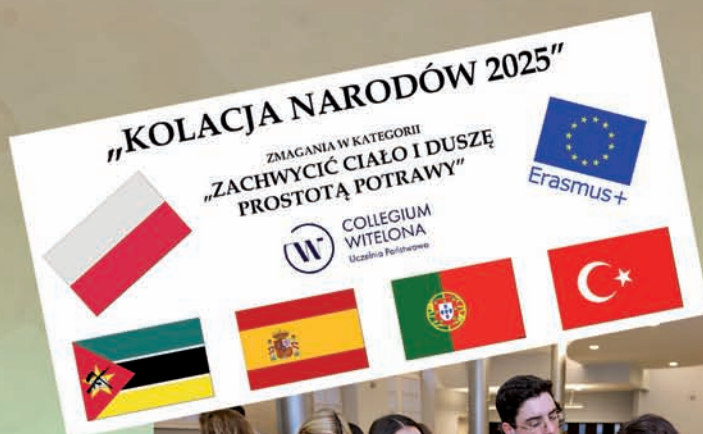 „KOLACJA NARODÓW 2025”
ZMAGANIA W KATEGORII
„ZACHWYCIĆ CIAŁO I DUSZĘ
PROSTOTĄ POTRAWY”
Erasmus+
W
COLLEGIUM
WITELONA
Uczelnia Państwowa